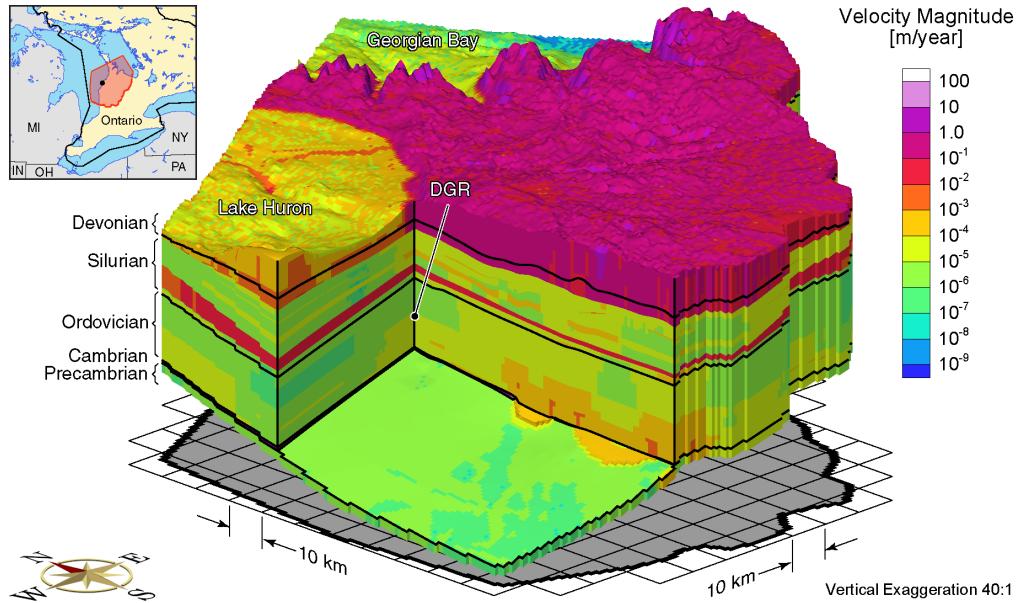 Velocity Magnitude
[m/year]
100
10
1.0
10⁻¹
10⁻²
10⁻³
10⁻⁴
10⁻⁵
10⁻⁶
10⁻⁷
10⁻⁸
10⁻⁹
Georgian Bay
Ontario
MI
NY
PA
IN
OH
DGR
Lake Huron
Devonian
Silurian
Ordovician
Cambrian
Precambrian
10 km
10 km
N
E
W
S
Vertical Exaggeration 40:1